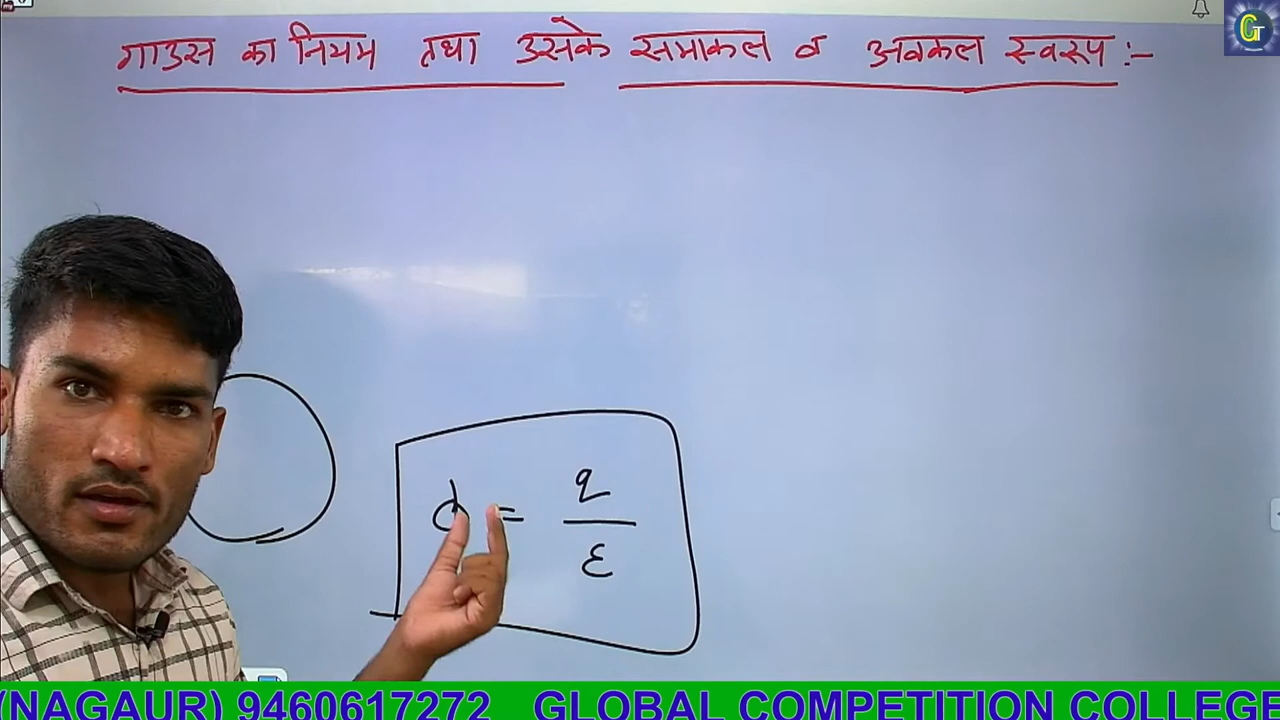 गाउस का नियम तथा उसके समाकल व अवकल स्वरूप :-
ϕ = q/ε
(NAGAUR) 9460617272 GLOBAL COMPETITION COLLEGE